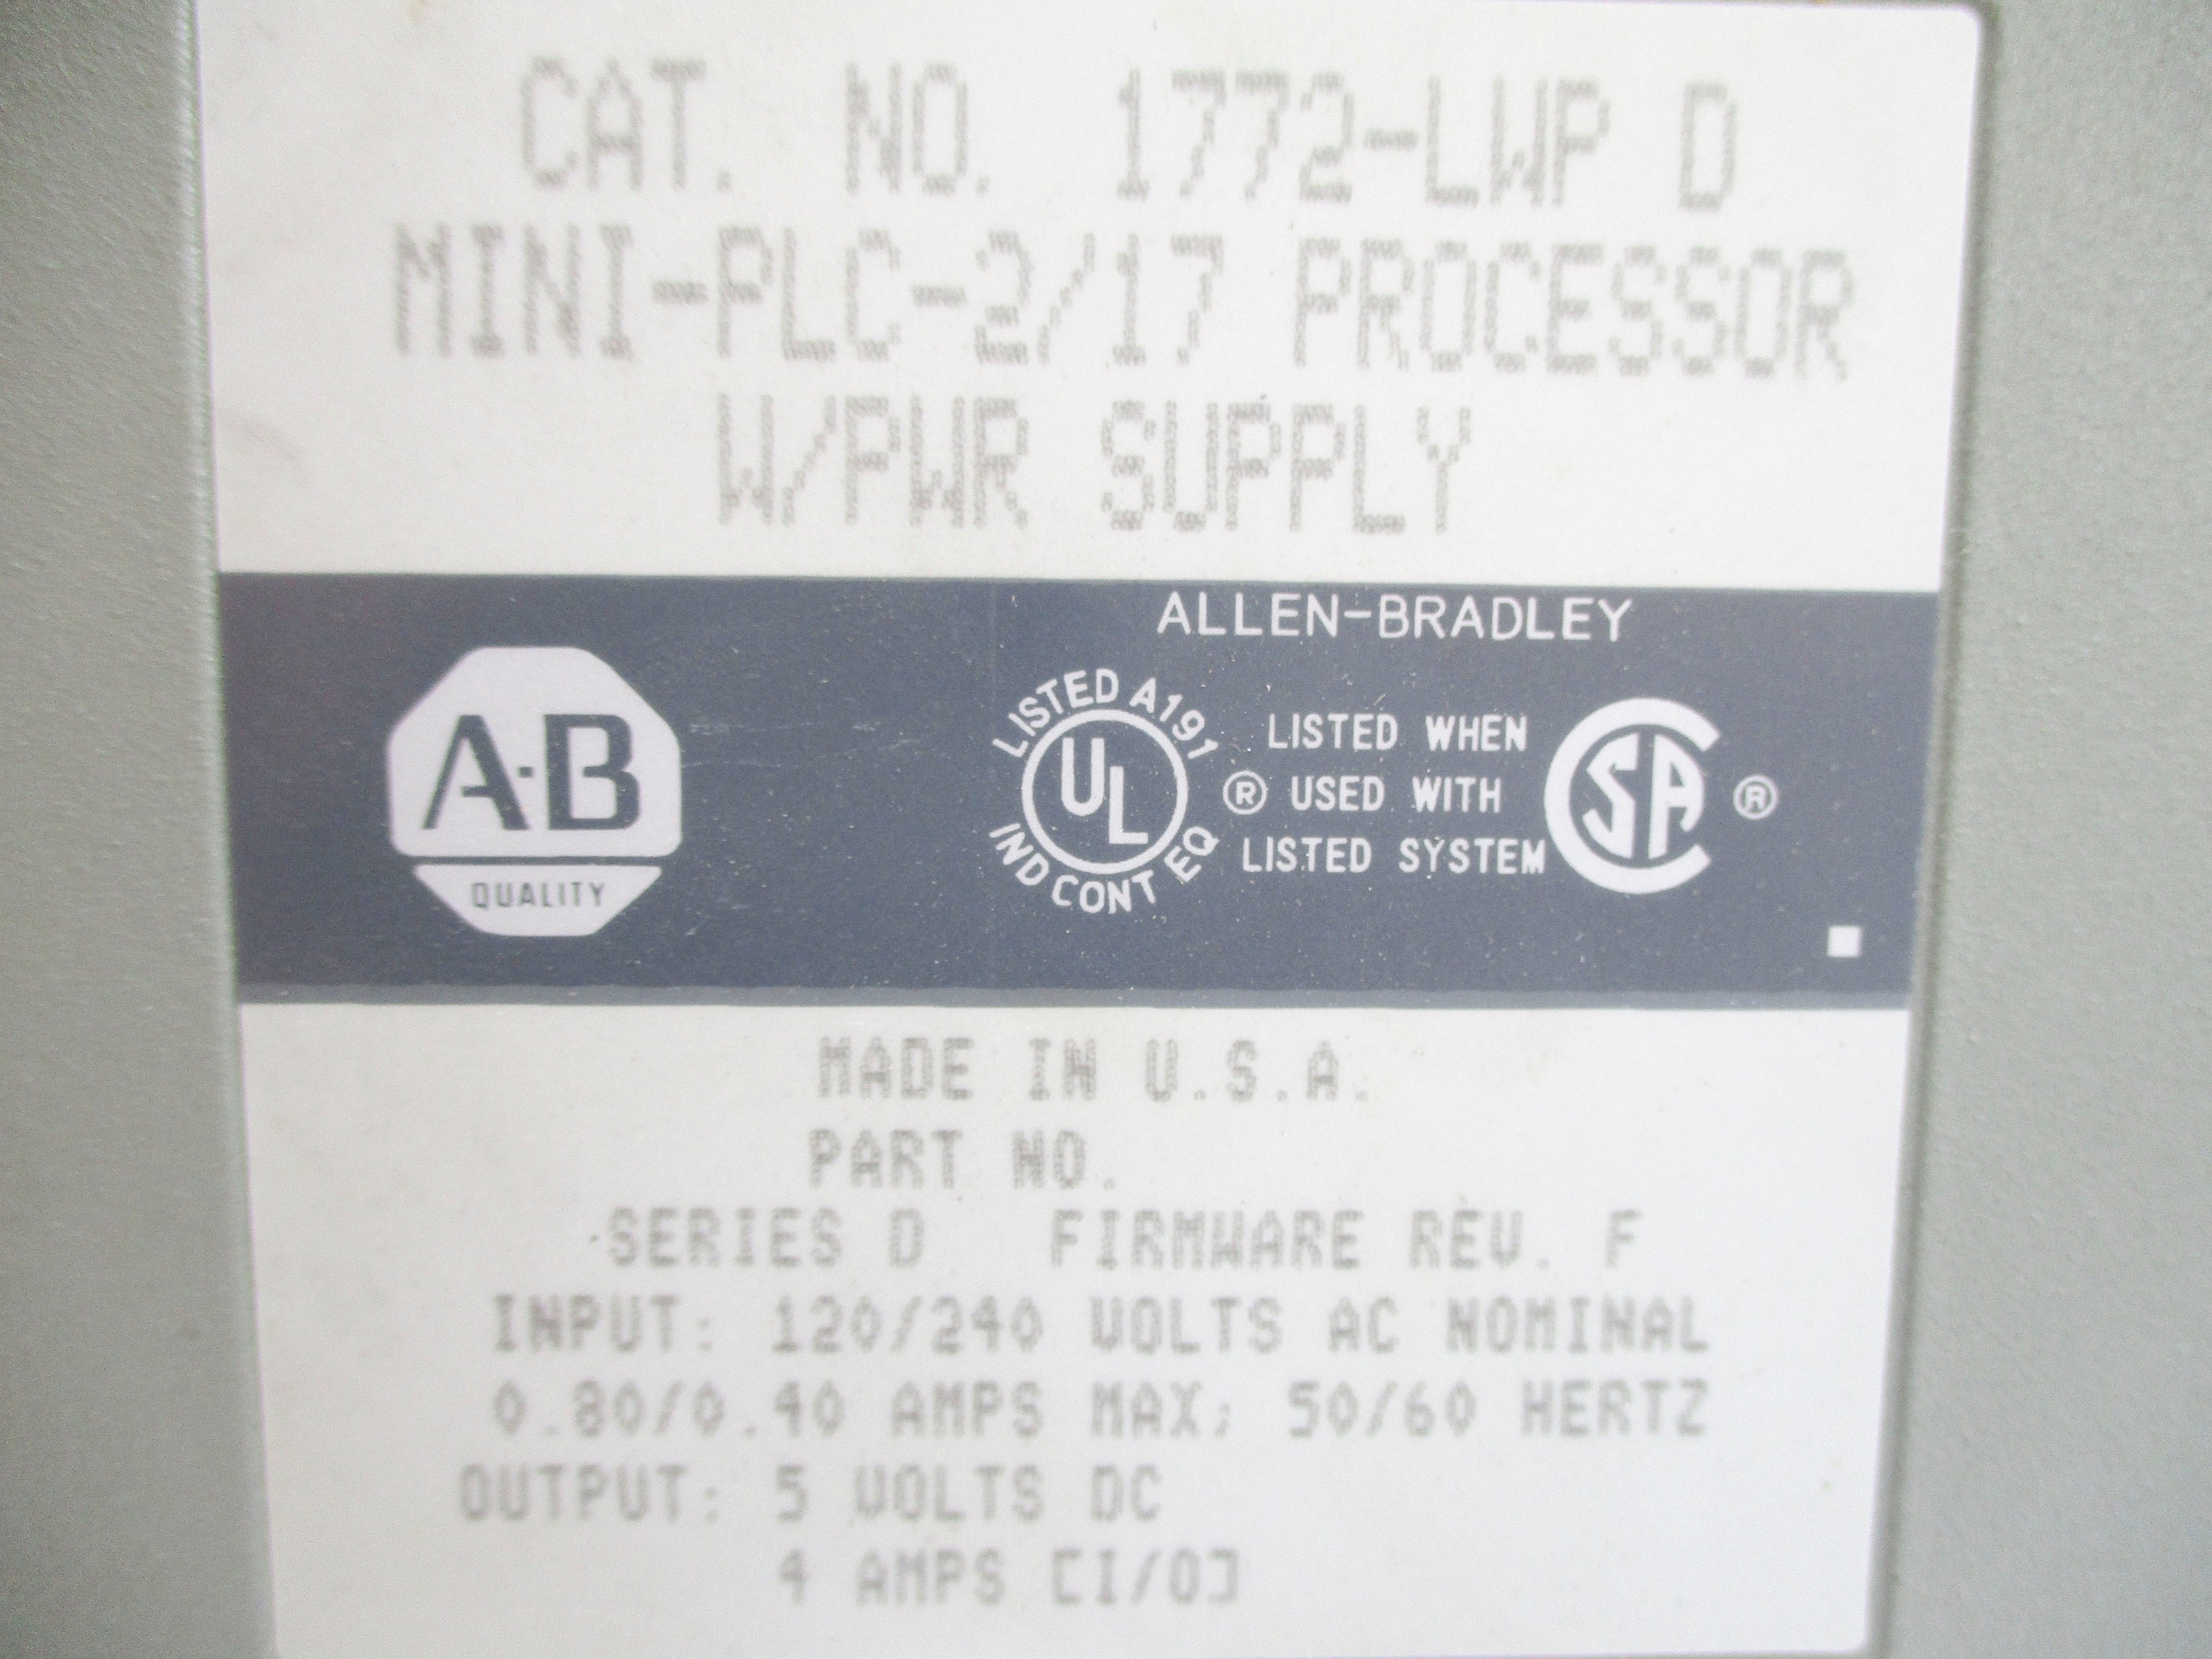 CAT. NO. 1772-LWP D
MINI-PLC-2/17 PROCESSOR
W/PWR SUPPLY
ALLEN-BRADLEY
A-B
QUALITY
LISTED A191
UL
IND CONT EQ
®
LISTED WHEN
USED WITH
LISTED SYSTEM
CSA
®
MADE IN U.S.A.
PART NO.
SERIES D FIRMWARE REV. F
INPUT: 120/240 VOLTS AC NOMINAL
0.80/0.40 AMPS MAX; 50/60 HERTZ
OUTPUT: 5 VOLTS DC
4 AMPS [I/O]